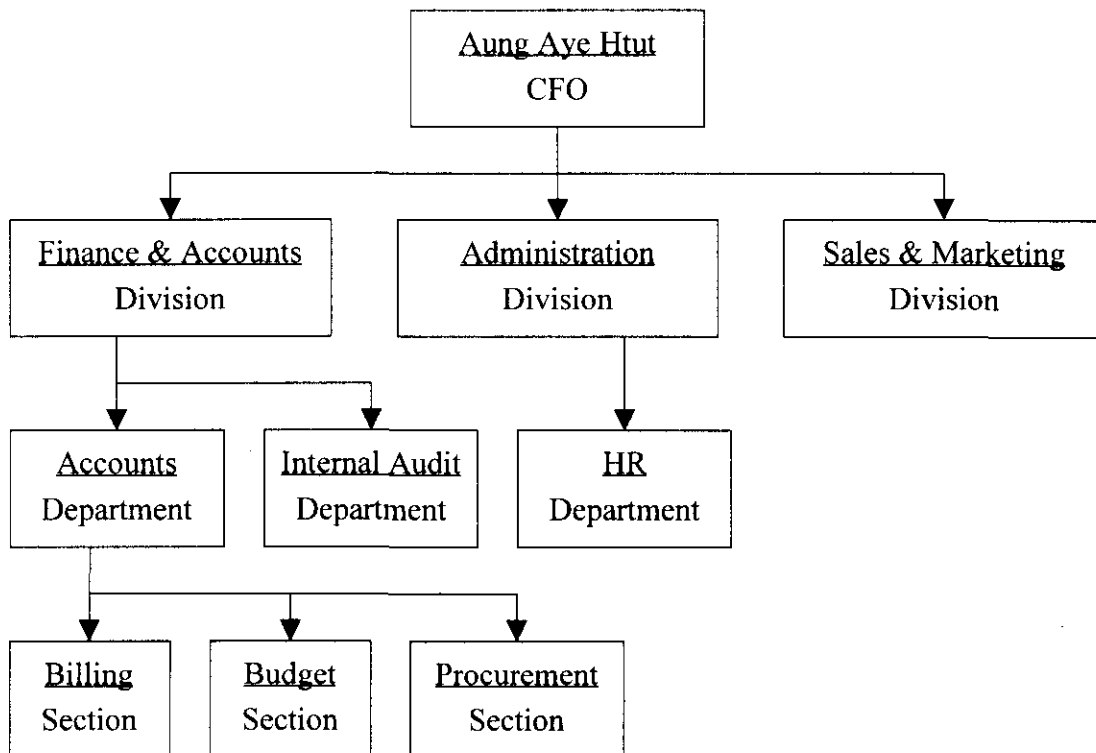 Aung Aye Htut
CFO
Finance & Accounts
Division
Administration
Division
Sales & Marketing
Division
Accounts
Department
Internal Audit
Department
HR
Department
Billing
Section
Budget
Section
Procurement
Section